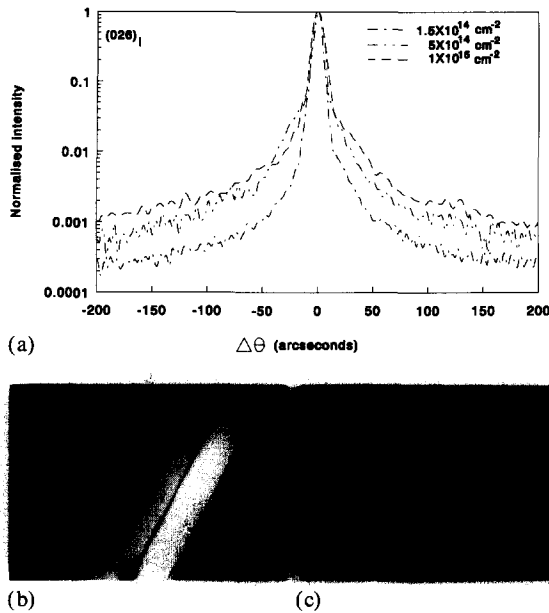 (026)I
1.5X10^14 cm^-2
5X10^14 cm^-2
1X10^15 cm^-2
Normalised Intensity
1
0.1
0.01
0.001
0.0001
-200 -150 -100 -50 0 50 100 150 200
(a) Δθ (arcseconds)
(b) (c)